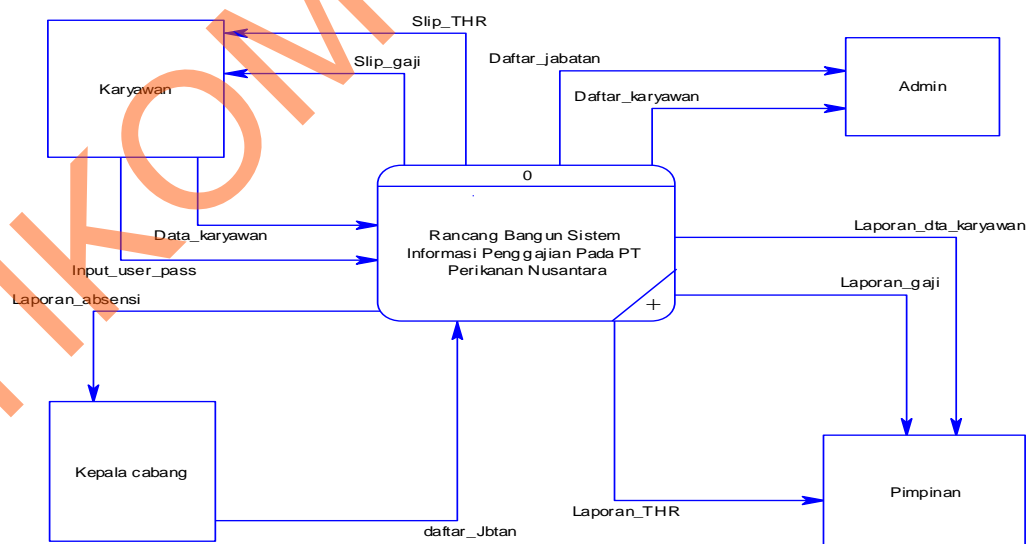 Slip_THR
Slip_gaji
Karyawan
Daftar_jabatan
Daftar_karyawan
Admin
0
Rancang Bangun Sistem
Informasi Penggajian Pada PT
Perikanan Nusantara
+
Data_karyawan
Input_user_pass
Laporan_absensi
Laporan_dta_karyawan
Laporan_gaji
Kepala cabang
daftar_Jbtan
Laporan_THR
Pimpinan
IKOM